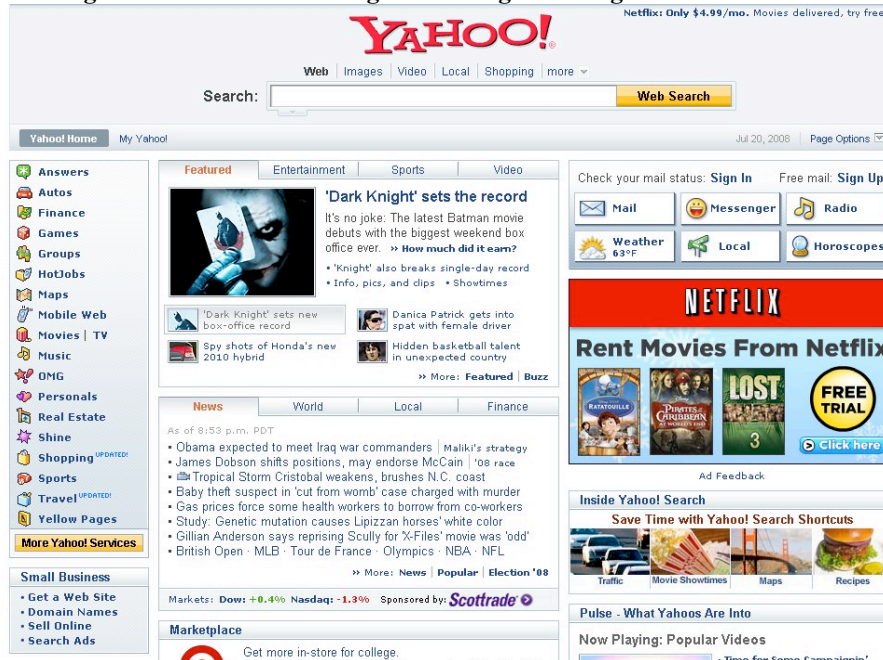 Netflix: Only $4.99/mo. Movies delivered, try free
YAHOO!
Web | Images | Video | Local | Shopping | more
Search: Web Search
Yahoo! Home My Yahoo! Jul 20, 2008 Page Options
Answers
Autos
Finance
Games
Groups
HotJobs
Maps
Mobile Web
Movies | TV
Music
OMG
Personals
Real Estate
Shine
Shopping UPDATED!
Sports
Travel UPDATED!
Yellow Pages
More Yahoo! Services
Small Business
• Get a Web Site
• Domain Names
• Sell Online
• Search Ads
Featured Entertainment Sports Video
'Dark Knight' sets the record
It's no joke: The latest Batman movie
debuts with the biggest weekend box
office ever. » How much did it earn?
• 'Knight' also breaks single-day record
• Info, pics, and clips • Showtimes
'Dark Knight' sets new
box-office record
Danica Patrick gets into
spat with female driver
Spy shots of Honda's new
2010 hybrid
Hidden basketball talent
in unexpected country
» More: Featured | Buzz
News World Local Finance
As of 8:53 p.m. PDT
• Obama expected to meet Iraq war commanders | Maliki's strategy
• James Dobson shifts positions, may endorse McCain | '08 race
• Tropical Storm Cristobal weakens, brushes N.C. coast
• Baby theft suspect in 'cut from womb' case charged with murder
• Gas prices force some health workers to borrow from co-workers
• Study: Genetic mutation causes Lipizzan horses' white color
• Gillian Anderson says reprising Scully for 'X-Files' movie was 'odd'
• British Open · MLB · Tour de France · Olympics · NBA · NFL
» More: News | Popular | Election '08
Markets: Dow: +0.4% Nasdaq: -1.3% Sponsored by: Scottrade
Marketplace
Get more in-store for college.
Check your mail status: Sign In Free mail: Sign Up
Mail Messenger Radio
Weather
63°F
Local Horoscopes
NETFLIX
Rent Movies From Netflix
RATATOUILLE
PIRATES of the CARIBBEAN
AT WORLD'S END
LOST
3
FREE
TRIAL
Click here
Ad Feedback
Inside Yahoo! Search
Save Time with Yahoo! Search Shortcuts
Traffic Movie Showtimes Maps Recipes
Pulse - What Yahoos Are Into
Now Playing: Popular Videos
• Time for Some Campaignin'